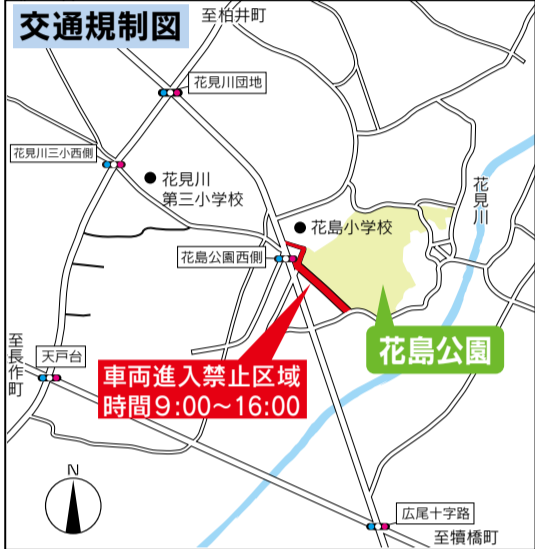 交通規制図
至柏井町
花見川団地
花見川三小西側
花見川
第三小学校
花島小学校
花見川
花島公園西側
花島公園
至長作町
天戸台
車両進入禁止区域
時間9:00~16:00
N
広尾十字路
至犢橋町